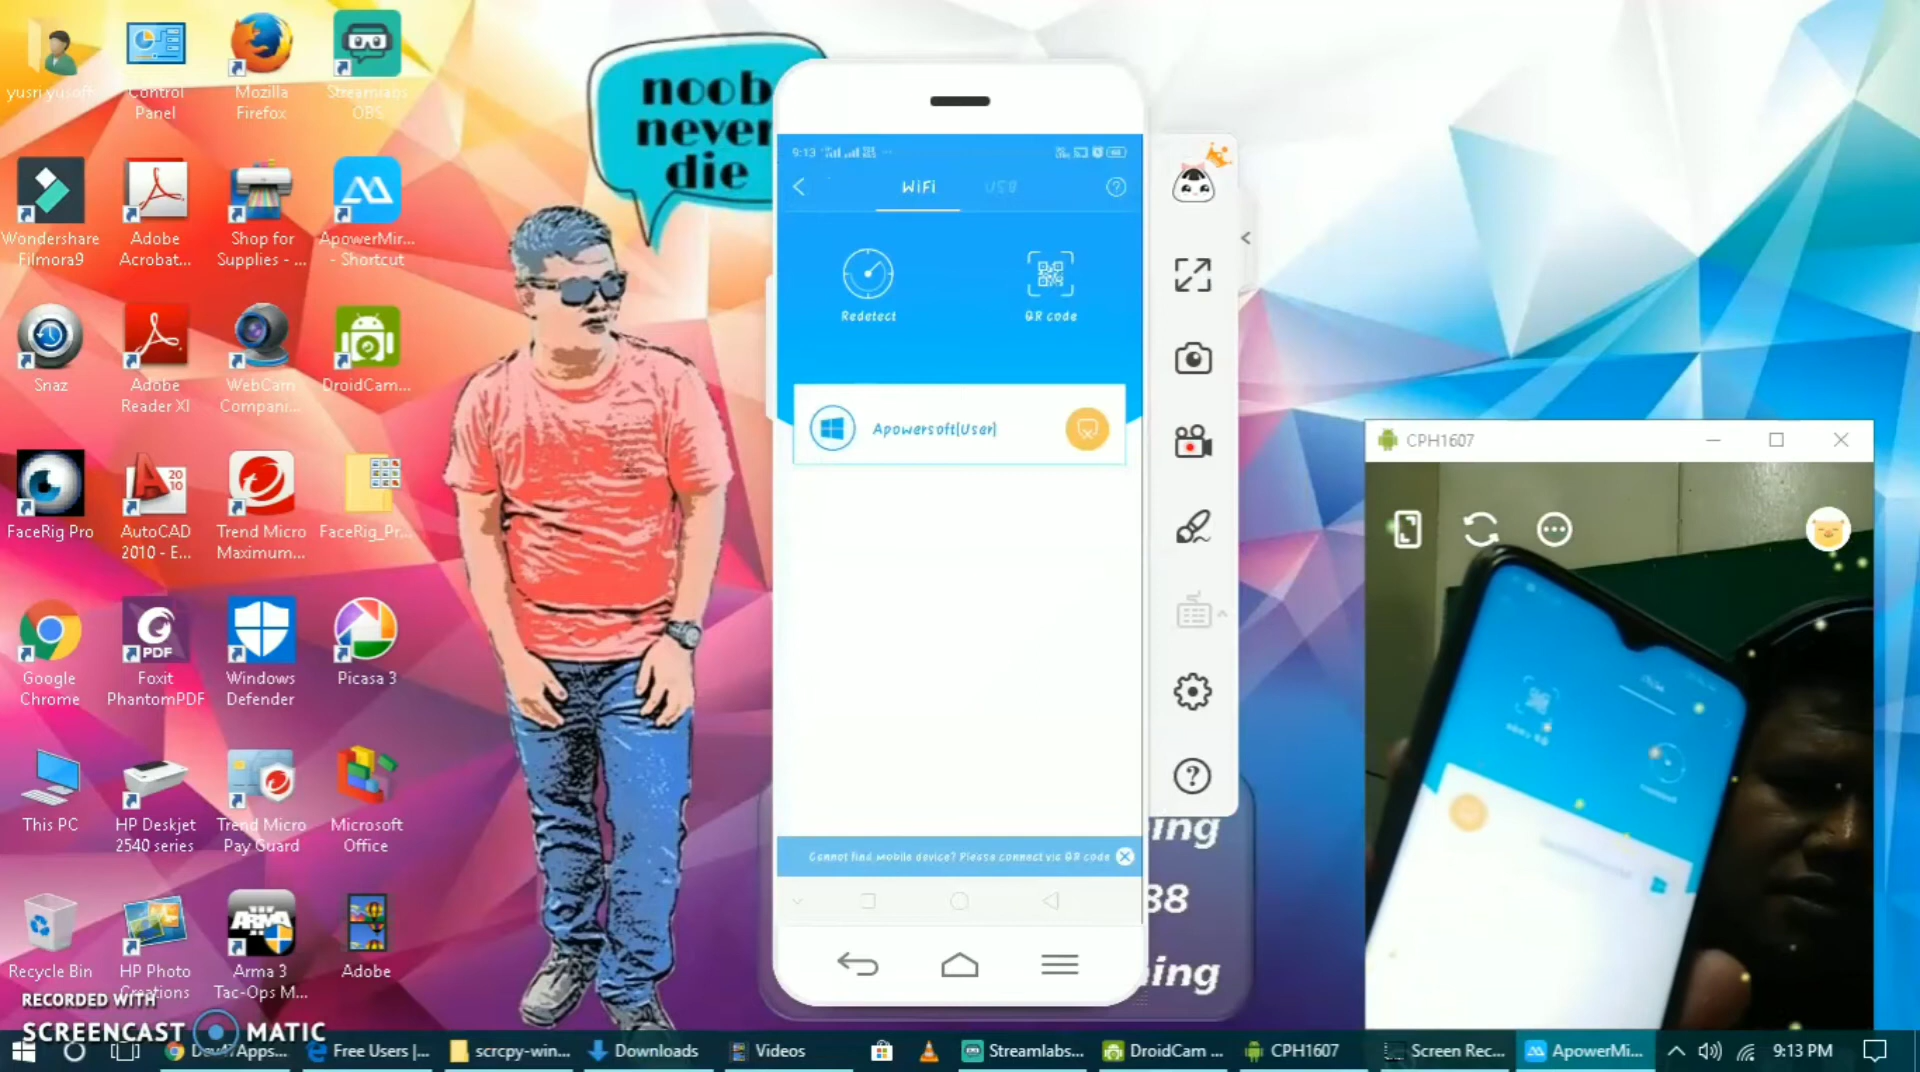 yusri yusoff
Control
Panel
Mozilla
Firefox
Streamlabs
OBS
Wondershare
Filmora9
Adobe
Acrobat...
Shop for
Supplies - ...
ApowerMir...
- Shortcut
Snaz
Adobe
Reader XI
WebCam
Compani...
DroidCam...
FaceRig Pro
AutoCAD
2010 - E...
Trend Micro
Maximum...
FaceRig_Pr...
Google
Chrome
Foxit
PhantomPDF
Windows
Defender
Picasa 3
This PC
HP Deskjet
2540 series
Trend Micro
Pay Guard
Microsoft
Office
Recycle Bin
HP Photo
Creations
Arma 3
Tac-Ops M...
Adobe
noob
never
die
9:13
WiFi
USB
Redetect
QR code
Apowersoft[User]
Cannot find mobile device? Please connect via QR code
ing
88
ing
CPH1607
RECORDED WITH
SCREENCAST MATIC
Dev47Apps...
Free Users |...
scrcpy-win...
Downloads
Videos
Streamlabs...
DroidCam ...
CPH1607
Screen Rec...
ApowerMi...
9:13 PM